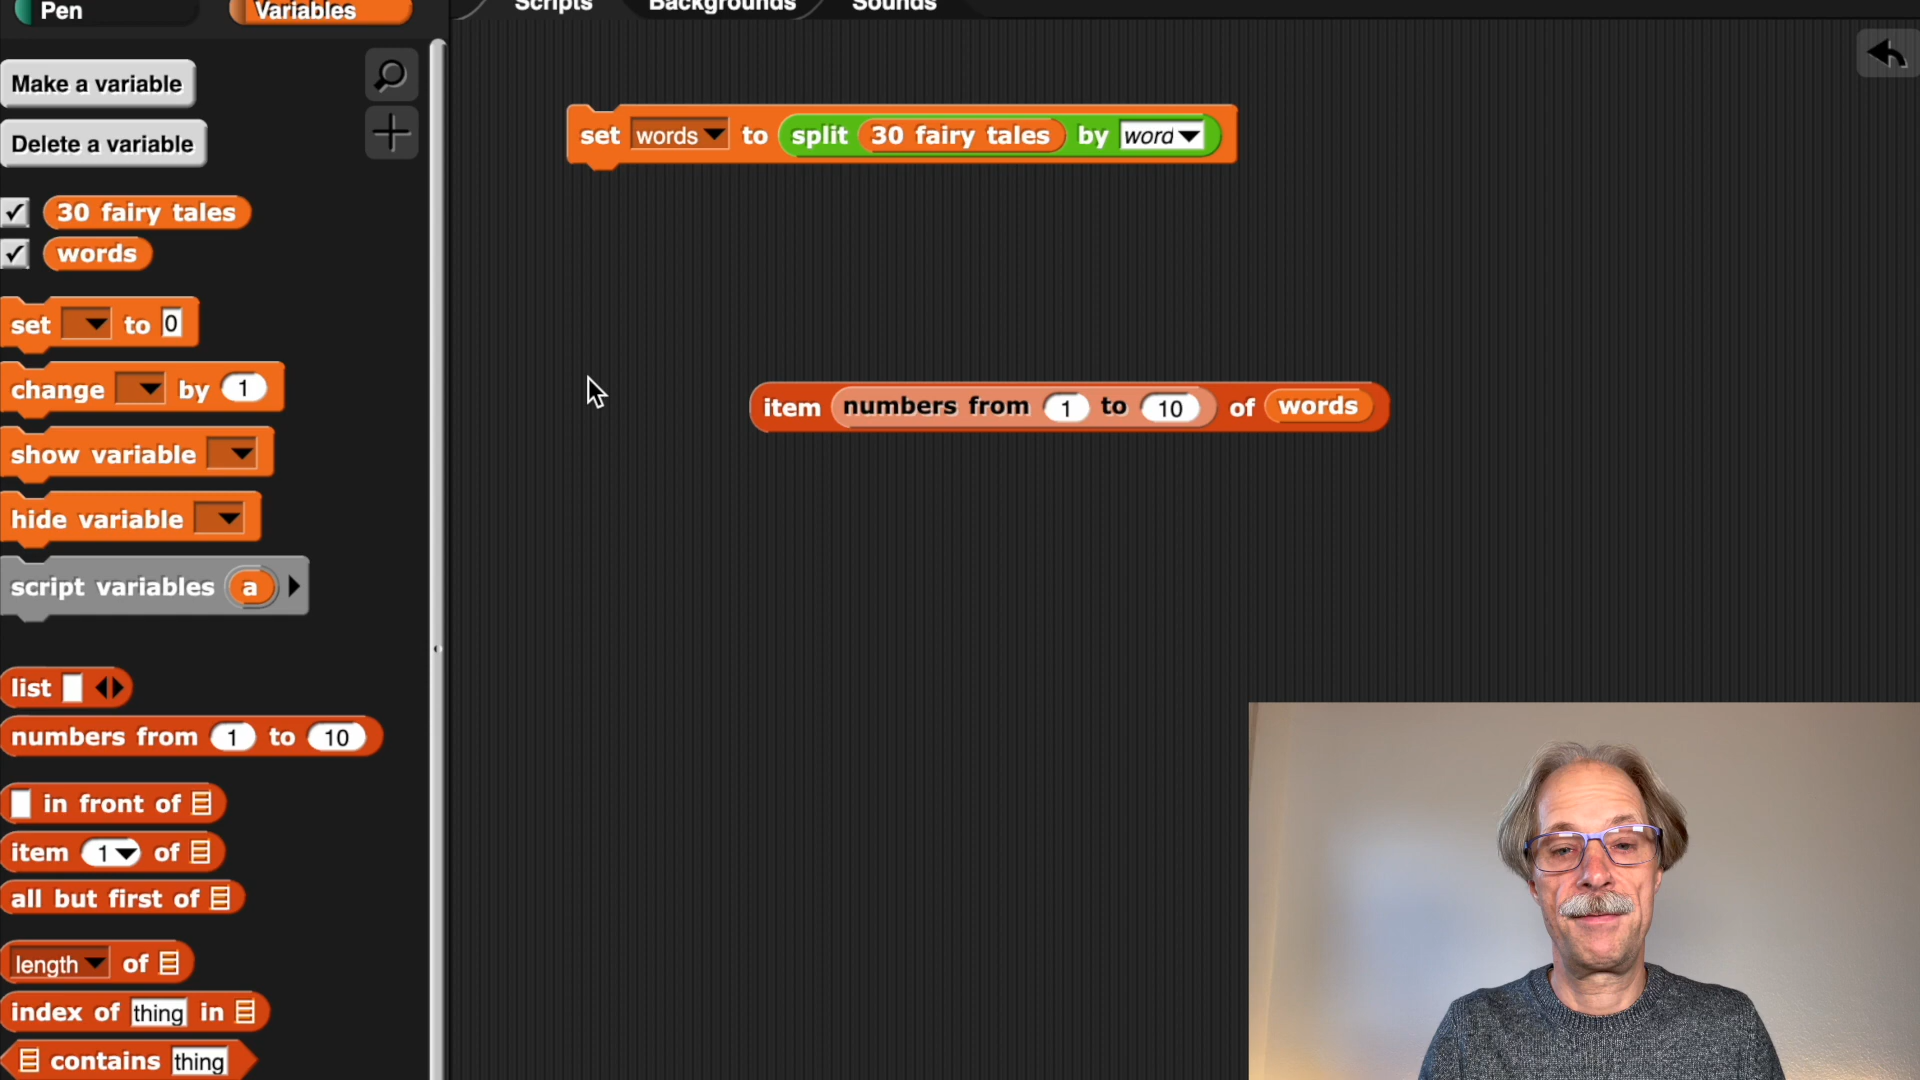 Pen
Variables
Scripts
Backgrounds
Sounds
Make a variable
Delete a variable
30 fairy tales
words
set to 0
change by 1
show variable
hide variable
script variables a
list
numbers from 1 to 10
in front of
item 1 of
all but first of
length of
index of thing in
contains thing
set words to split 30 fairy tales by word
item numbers from 1 to 10 of words